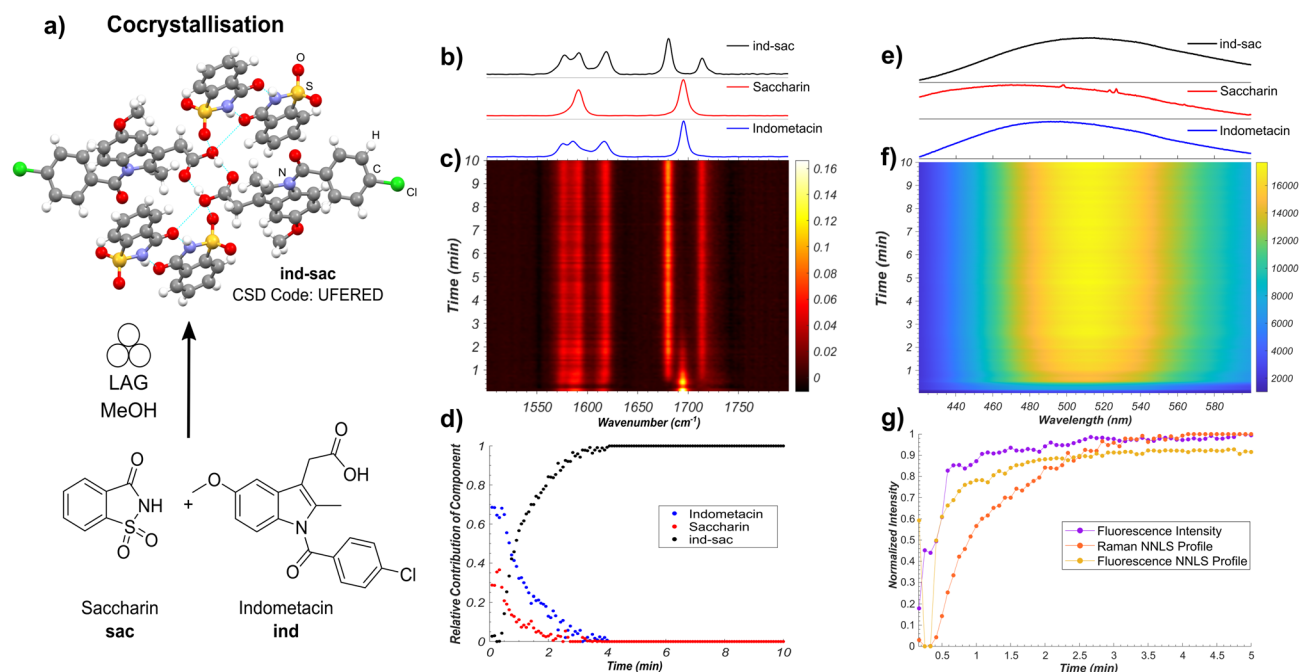 a)
Cocrystallisation
O
S
H
C
N
Cl
ind-sac
CSD Code: UFERED
LAG
MeOH
O
NH
S
O
O
+
O
OH
O
N
O
Cl
Saccharin
sac
Indometacin
ind
b)
ind-sac
Saccharin
Indometacin
c)
10
9
8
7
6
5
4
3
2
1
Time (min)
1550
1600
1650
1700
1750
Wavenumber (cm-1)
0.16
0.14
0.12
0.1
0.08
0.06
0.04
0.02
0
d)
1
0.8
0.6
0.4
0.2
0
Relative Contribution of Component
Indometacin
Saccharin
ind-sac
0
2
4
6
8
10
Time (min)
e)
ind-sac
Saccharin
Indometacin
f)
10
9
8
7
6
5
4
3
2
1
Time (min)
440
460
480
500
520
540
560
580
Wavelength (nm)
16000
14000
12000
10000
8000
6000
4000
2000
g)
1
0.9
0.8
0.7
0.6
0.5
0.4
0.3
0.2
0.1
0
Normalized Intensity
Fluorescence Intensity
Raman NNLS Profile
Fluorescence NNLS Profile
0.5
1
1.5
2
2.5
3
3.5
4
4.5
5
Time (min)